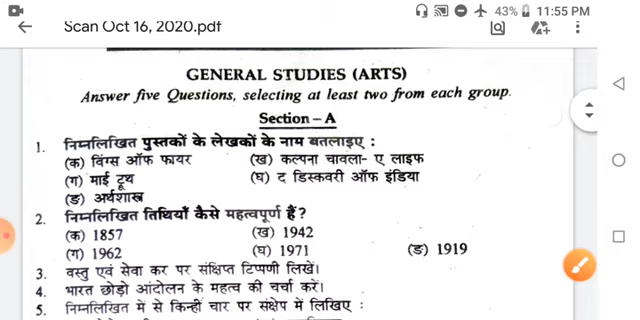 43% 11:55 PM
Scan Oct 16, 2020.pdf
GENERAL STUDIES (ARTS)
Answer five Questions, selecting at least two from each group.
Section – A
1. निम्नलिखित पुस्तकों के लेखकों के नाम बतलाइए :
(क) विंग्स ऑफ फायर (ख) कल्पना चावला- ए लाइफ
(ग) माई ट्रूथ (घ) द डिस्कवरी ऑफ इंडिया
(ङ) अर्थशास्त्र
2. निम्नलिखित तिथियाँ कैसे महत्वपूर्ण हैं?
(क) 1857 (ख) 1942
(ग) 1962 (घ) 1971 (ङ) 1919
3. वस्तु एवं सेवा कर पर संक्षिप्त टिप्पणी लिखें।
4. भारत छोड़ो आंदोलन के महत्व की चर्चा करें।
5. निम्नलिखित में से किन्हीं चार पर संक्षेप में लिखिए :